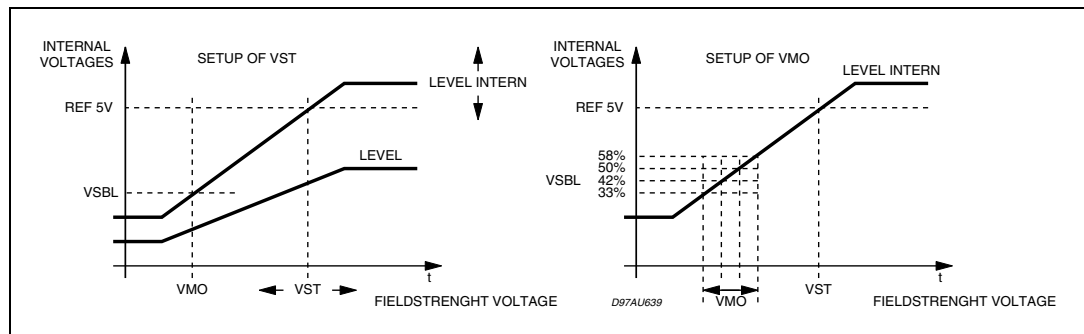 INTERNAL
VOLTAGES
SETUP OF VST
LEVEL INTERN
REF 5V
LEVEL
VSBL
t
VMO
VST
FIELDSTRENGHT VOLTAGE
INTERNAL
VOLTAGES
SETUP OF VMO
LEVEL INTERN
REF 5V
58%
50%
VSBL
42%
33%
t
D97AU639
VMO
VST
FIELDSTRENGHT VOLTAGE